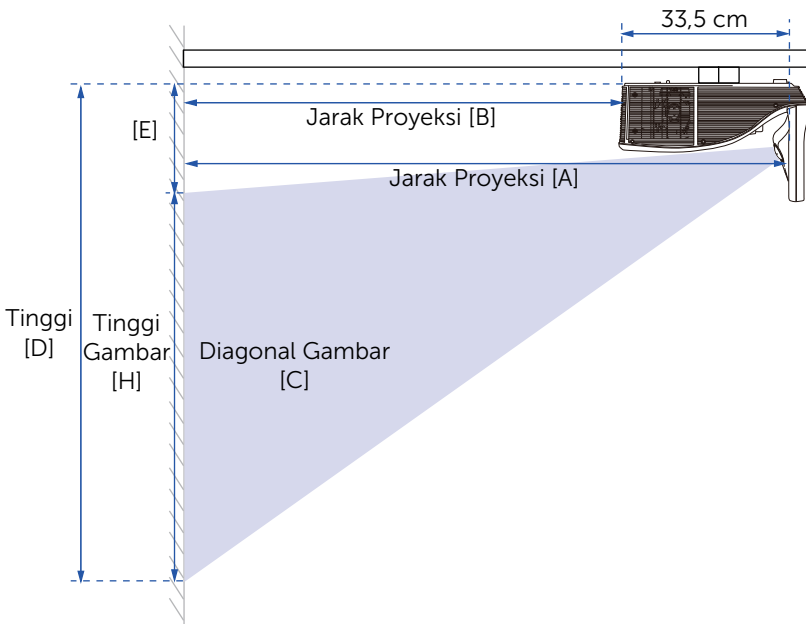 33,5 cm
Jarak Proyeksi [B]
[E]
Jarak Proyeksi [A]
Tinggi
[D]
Tinggi
Gambar
[H]
Diagonal Gambar
[C]